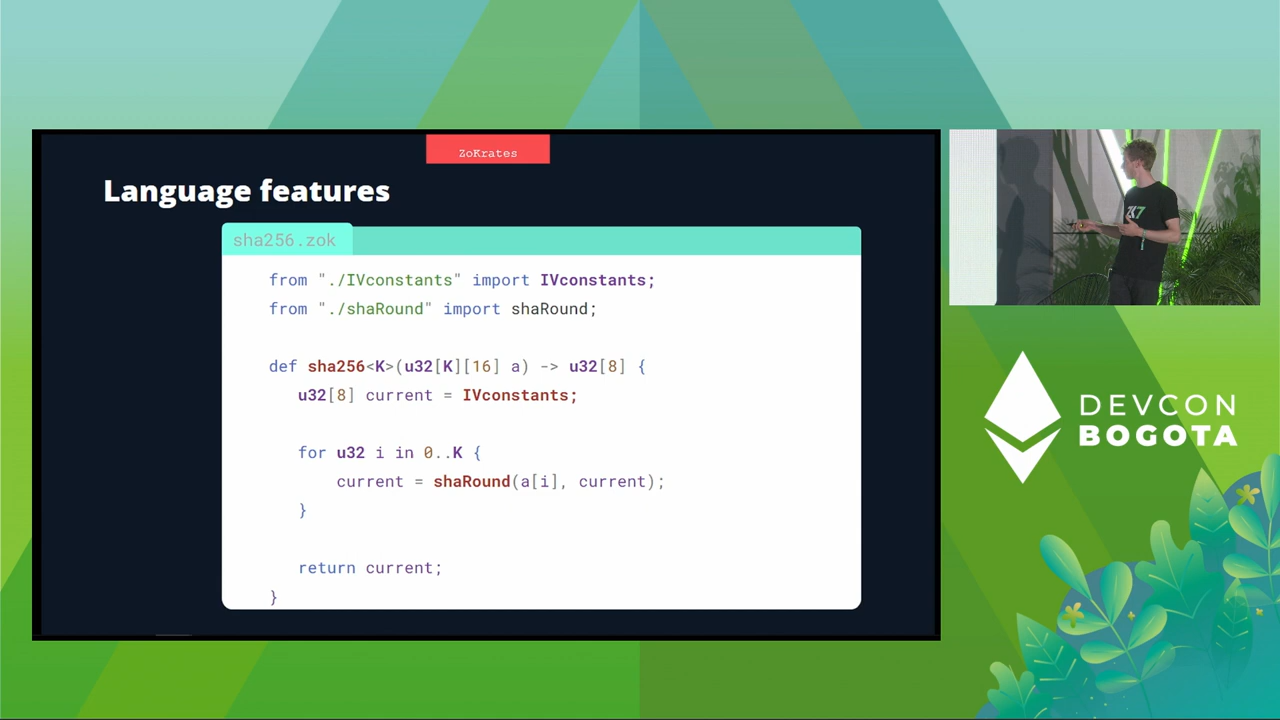 ZoKrates
Language features
sha256.zok
from "./IVconstants" import IVconstants;
from "./shaRound" import shaRound;
def sha256<K>(u32[K][16] a) -> u32[8] {
u32[8] current = IVconstants;
for u32 i in 0..K {
current = shaRound(a[i], current);
}
return current;
}
DEVCON
BOGOTA